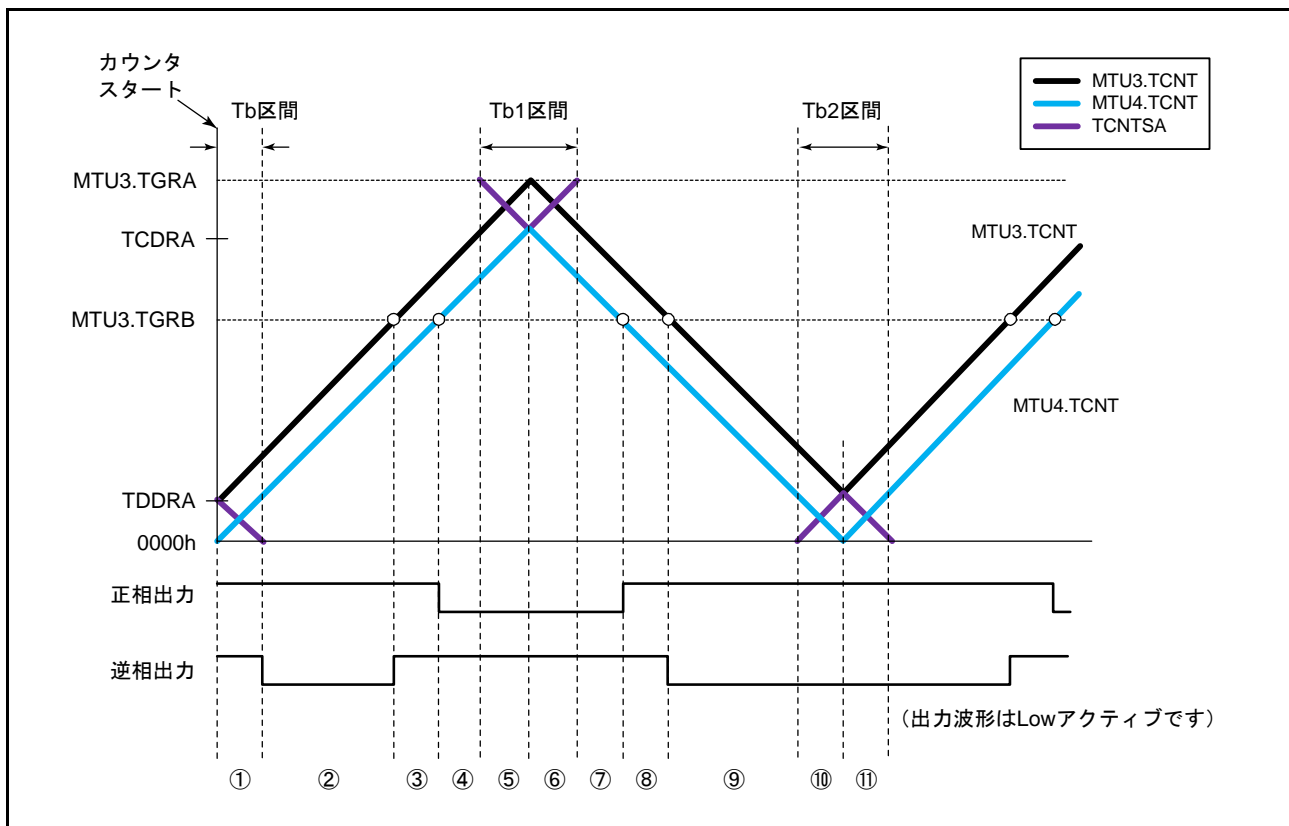 カウンタ
スタート
Tb区間
Tb1区間
Tb2区間
MTU3.TCNT
MTU4.TCNT
TCNTSA
MTU3.TGRA
TCDRA
MTU3.TCNT
MTU3.TGRB
MTU4.TCNT
TDDRA
0000h
正相出力
逆相出力
（出力波形はLowアクティブです）
① ② ③ ④ ⑤ ⑥ ⑦ ⑧ ⑨ ⑩ ⑪